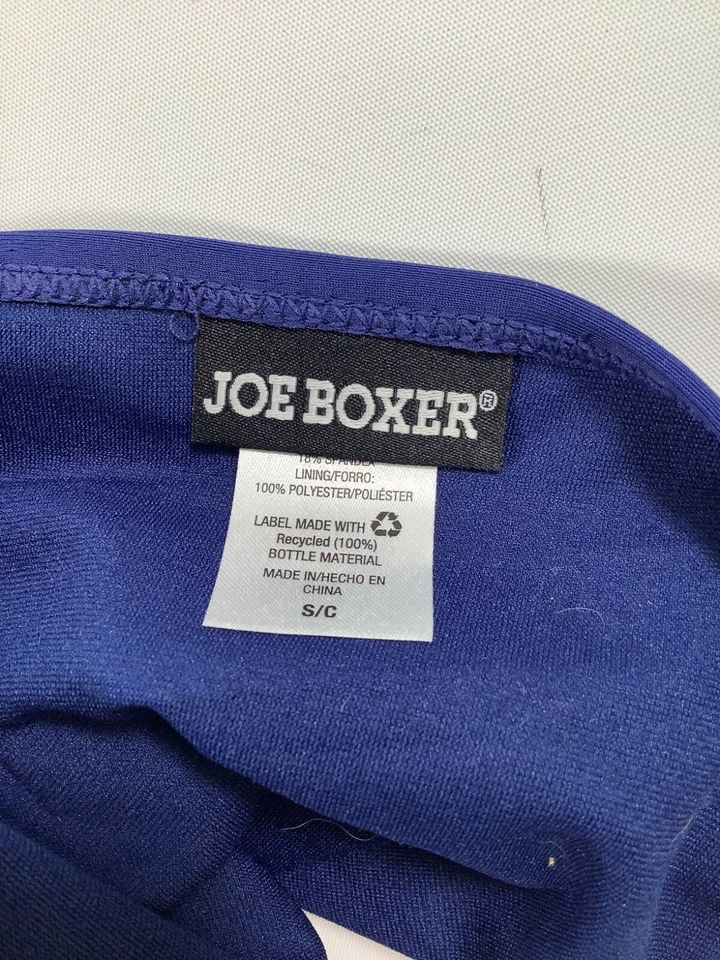 JOE BOXER®
18% SPANDEX
LINING/FORRO:
100% POLYESTER/POLIÉSTER
LABEL MADE WITH
Recycled (100%)
BOTTLE MATERIAL
MADE IN/HECHO EN
CHINA
S/C